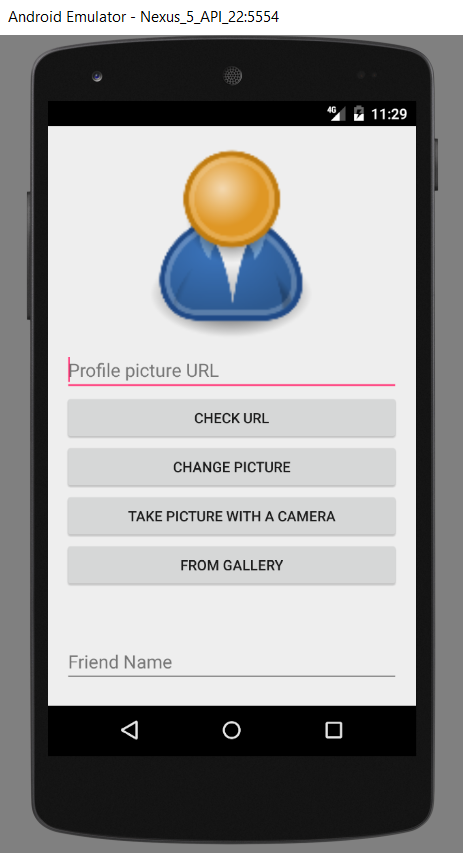 Android Emulator - Nexus_5_API_22:5554
4G 11:29
Profile picture URL
CHECK URL
CHANGE PICTURE
TAKE PICTURE WITH A CAMERA
FROM GALLERY
Friend Name